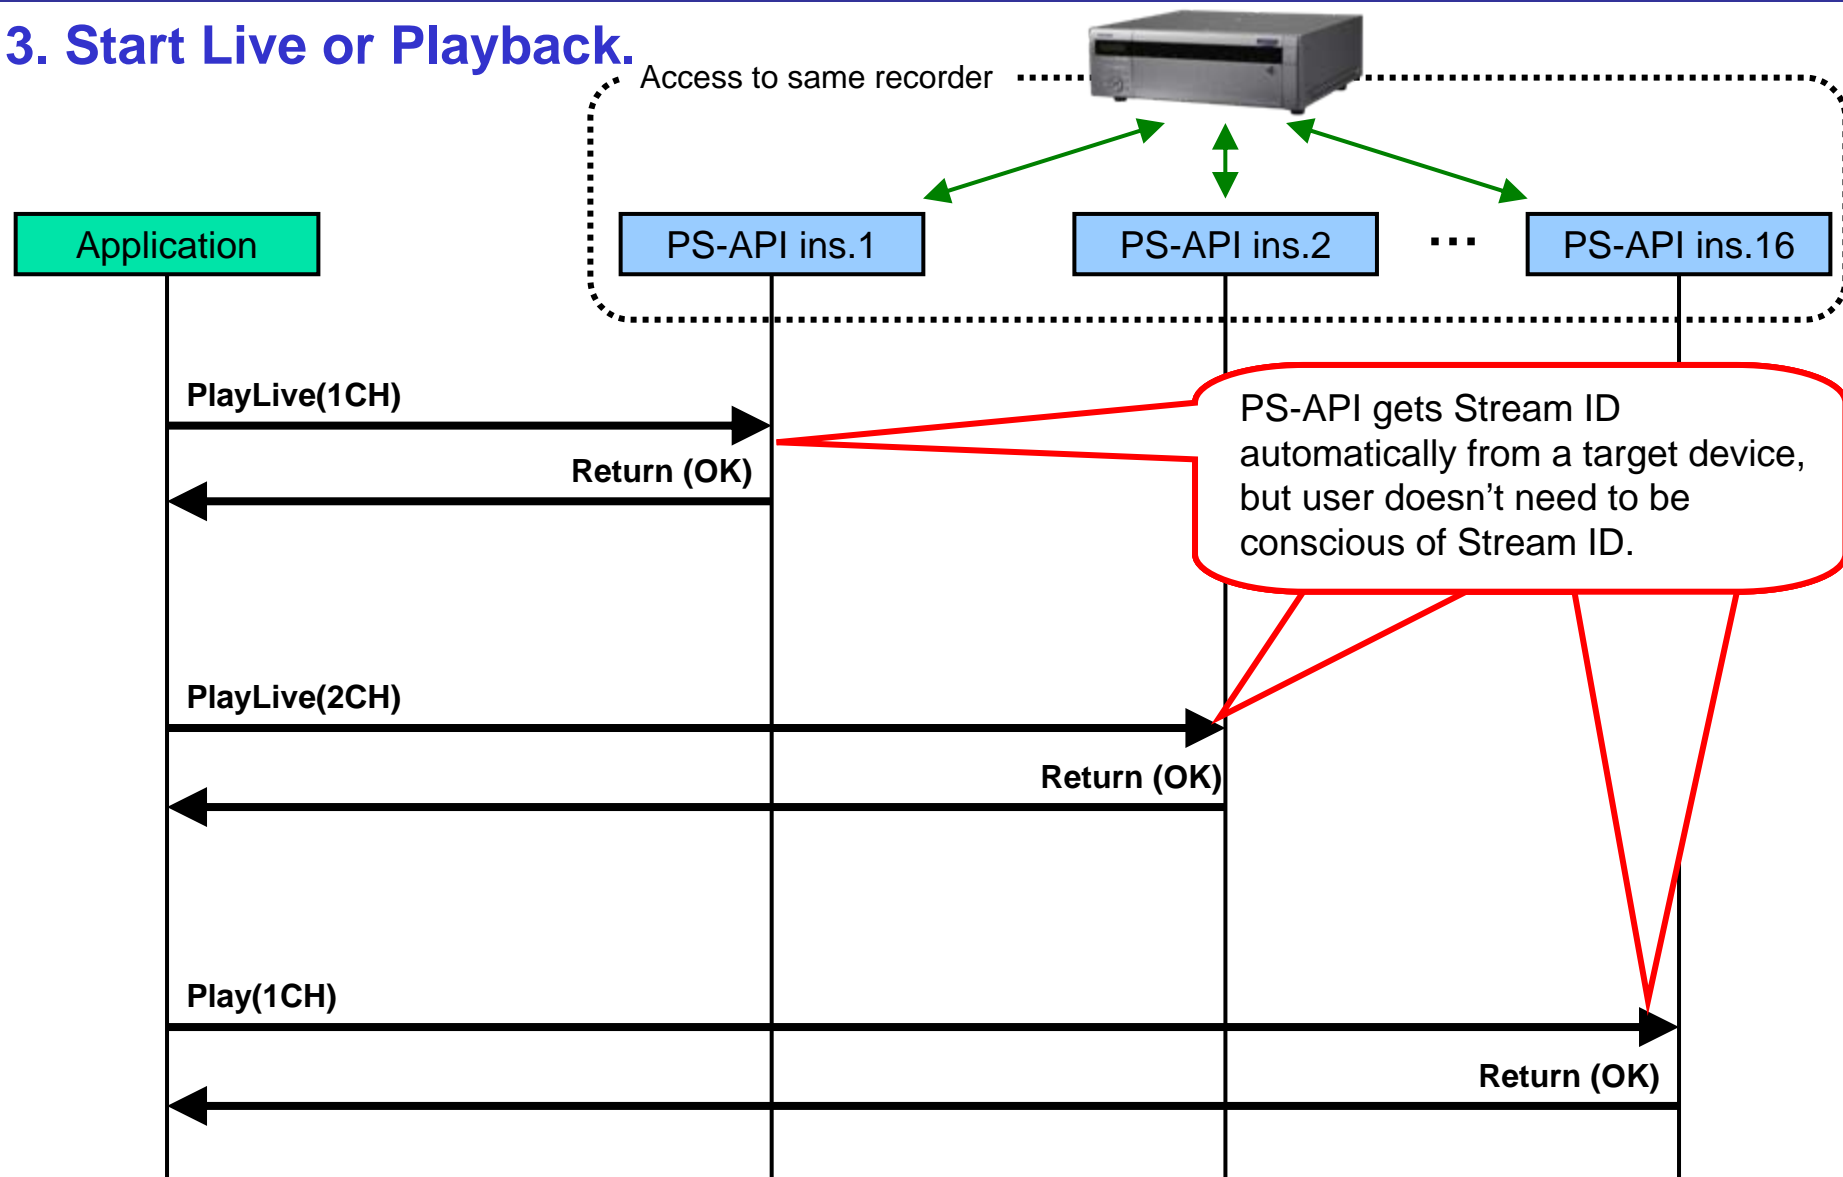 3. Start Live or Playback.
Access to same recorder
Application
PS-API ins.1
PS-API ins.2
...
PS-API ins.16
PlayLive(1CH)
Return (OK)
PS-API gets Stream ID
automatically from a target device,
but user doesn’t need to be
conscious of Stream ID.
PlayLive(2CH)
Return (OK)
Play(1CH)
Return (OK)